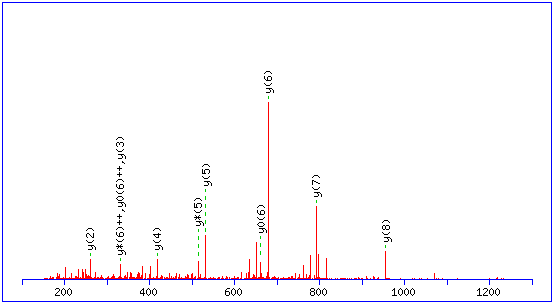 y(6)
y(5)
y*(6)++,y0(6)++,y(3)
y(7)
y*(5)
y0(6)
y(2)
y(4)
y(8)
200 400 600 800 1000 1200